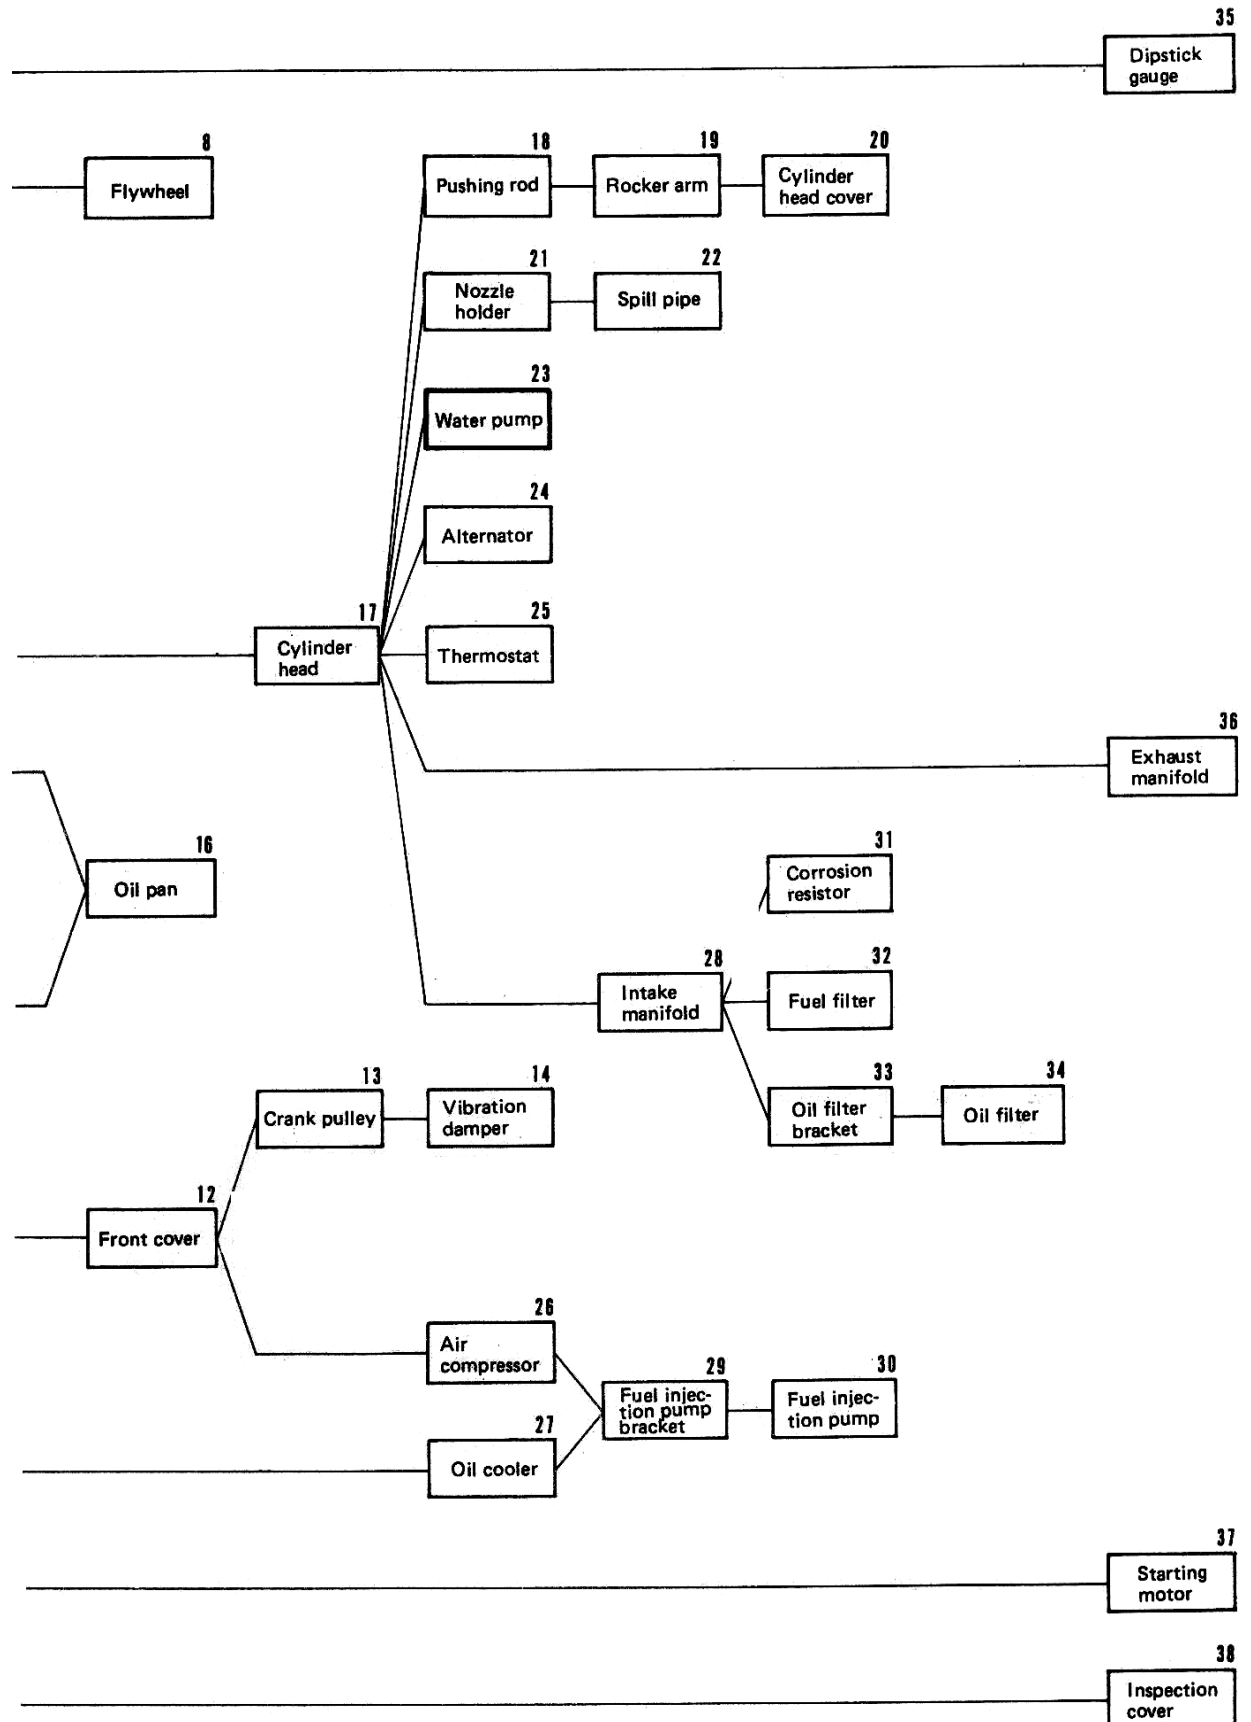 35
Dipstick
gauge
8
Flywheel
18
Pushing rod
19
Rocker arm
20
Cylinder
head cover
21
Nozzle
holder
22
Spill pipe
23
Water pump
24
Alternator
17
Cylinder
head
25
Thermostat
36
Exhaust
manifold
16
Oil pan
31
Corrosion
resistor
28
Intake
manifold
32
Fuel filter
13
Crank pulley
14
Vibration
damper
33
Oil filter
bracket
34
Oil filter
12
Front cover
26
Air
compressor
29
Fuel injec-
tion pump
bracket
30
Fuel injec-
tion pump
27
Oil cooler
37
Starting
motor
38
Inspection
cover